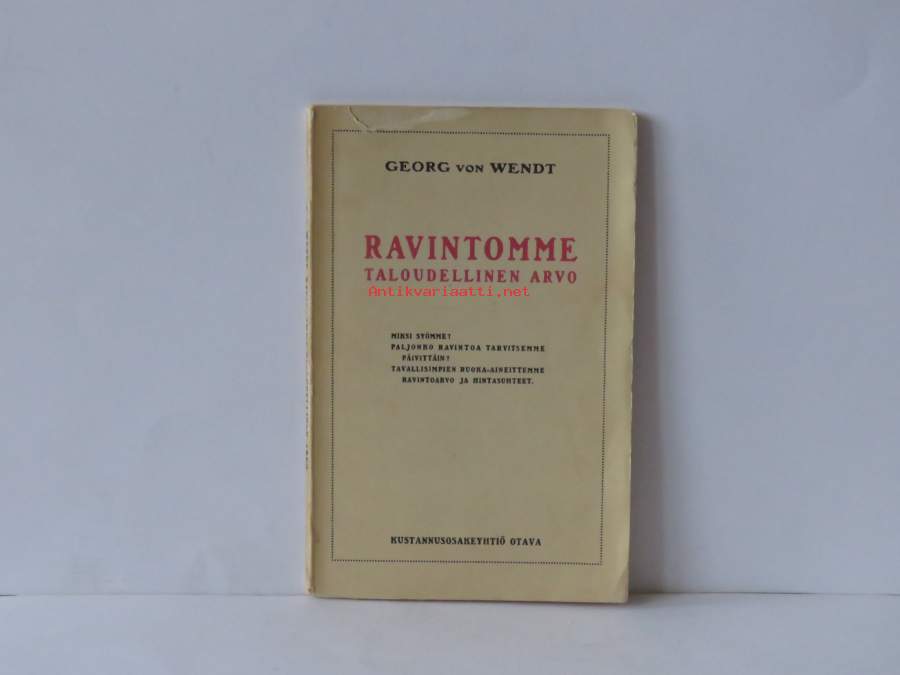 GEORG VON WENDT
RAVINTOMME
TALOUDELLINEN ARVO
Antikvariaatti.net
MIKSI SYÖMME?
PALJONKO RAVINTOA TARVITSEMME
PÄIVITTÄIN?
TAVALLISIMPIEN RUOKA-AINEITTEMME
RAVINTOARVO JA HINTASUHTEET.
KUSTANNUSOSAKEYHTIÖ OTAVA